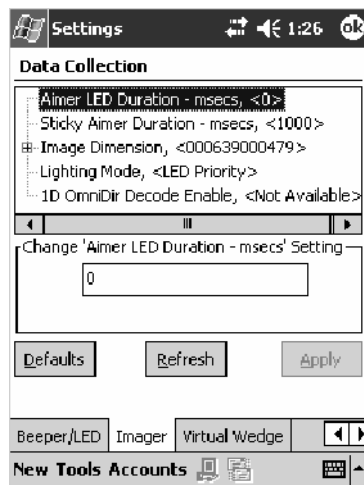 Settings 1:26 ok
Data Collection
Aimer LED Duration - msecs, <0>
Sticky Aimer Duration - msecs, <1000>
Image Dimension, <000639000479>
Lighting Mode, <LED Priority>
1D OmniDir Decode Enable, <Not Available>
Change 'Aimer LED Duration - msecs' Setting
0
Defaults Refresh Apply
Beeper/LED Imager Virtual Wedge
New Tools Accounts